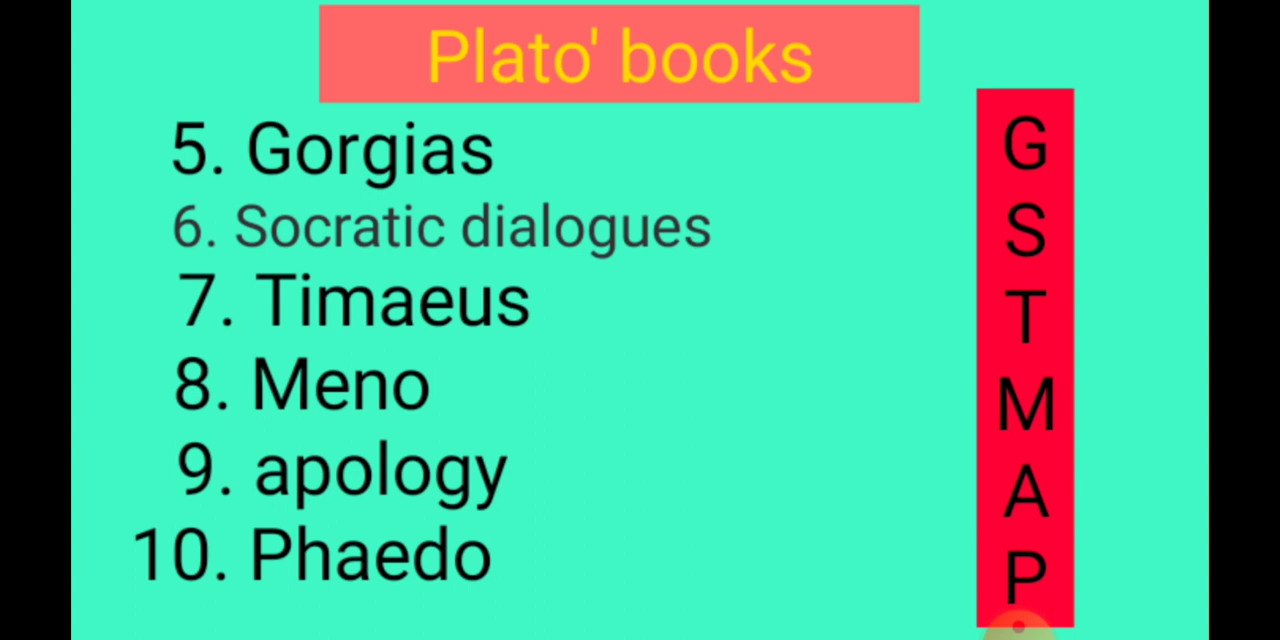 Plato' books
5. Gorgias
6. Socratic dialogues
7. Timaeus
8. Meno
9. apology
10. Phaedo
G
S
T
M
A
P